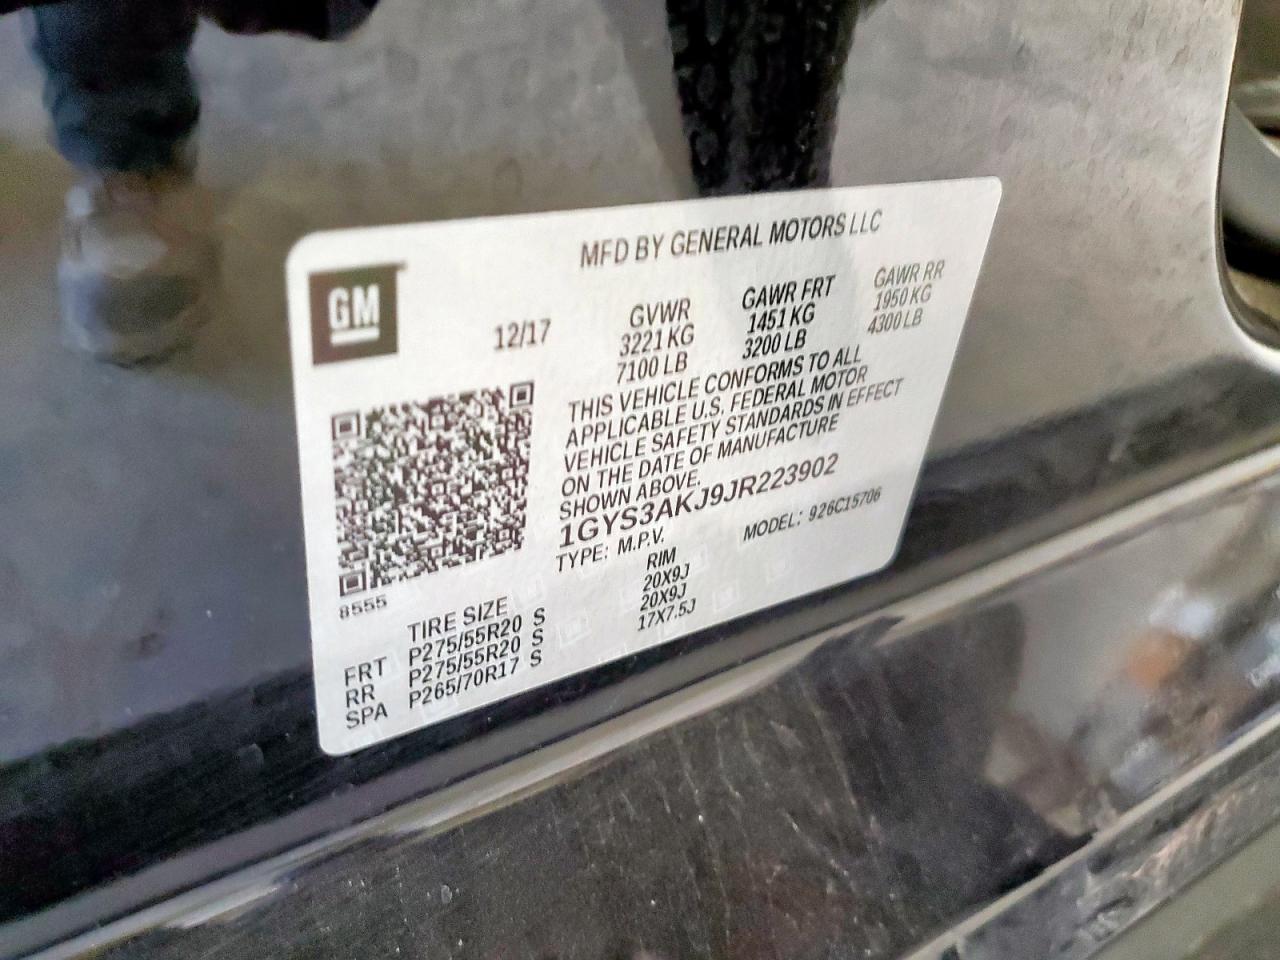 MFD BY GENERAL MOTORS LLC
GM
12/17
GVWR GAWR FRT GAWR RR
3221 KG 1451 KG 1950 KG
7100 LB 3200 LB 4300 LB
THIS VEHICLE CONFORMS TO ALL
APPLICABLE U.S. FEDERAL MOTOR
VEHICLE SAFETY STANDARDS IN EFFECT
ON THE DATE OF MANUFACTURE
SHOWN ABOVE.
1GYS3AKJ9JR223902
TYPE: M.P.V. MODEL: 926C15706
8555
TIRE SIZE RIM
FRT P275/55R20 S 20X9J
RR P275/55R20 S 20X9J
SPA P265/70R17 S 17X7.5J